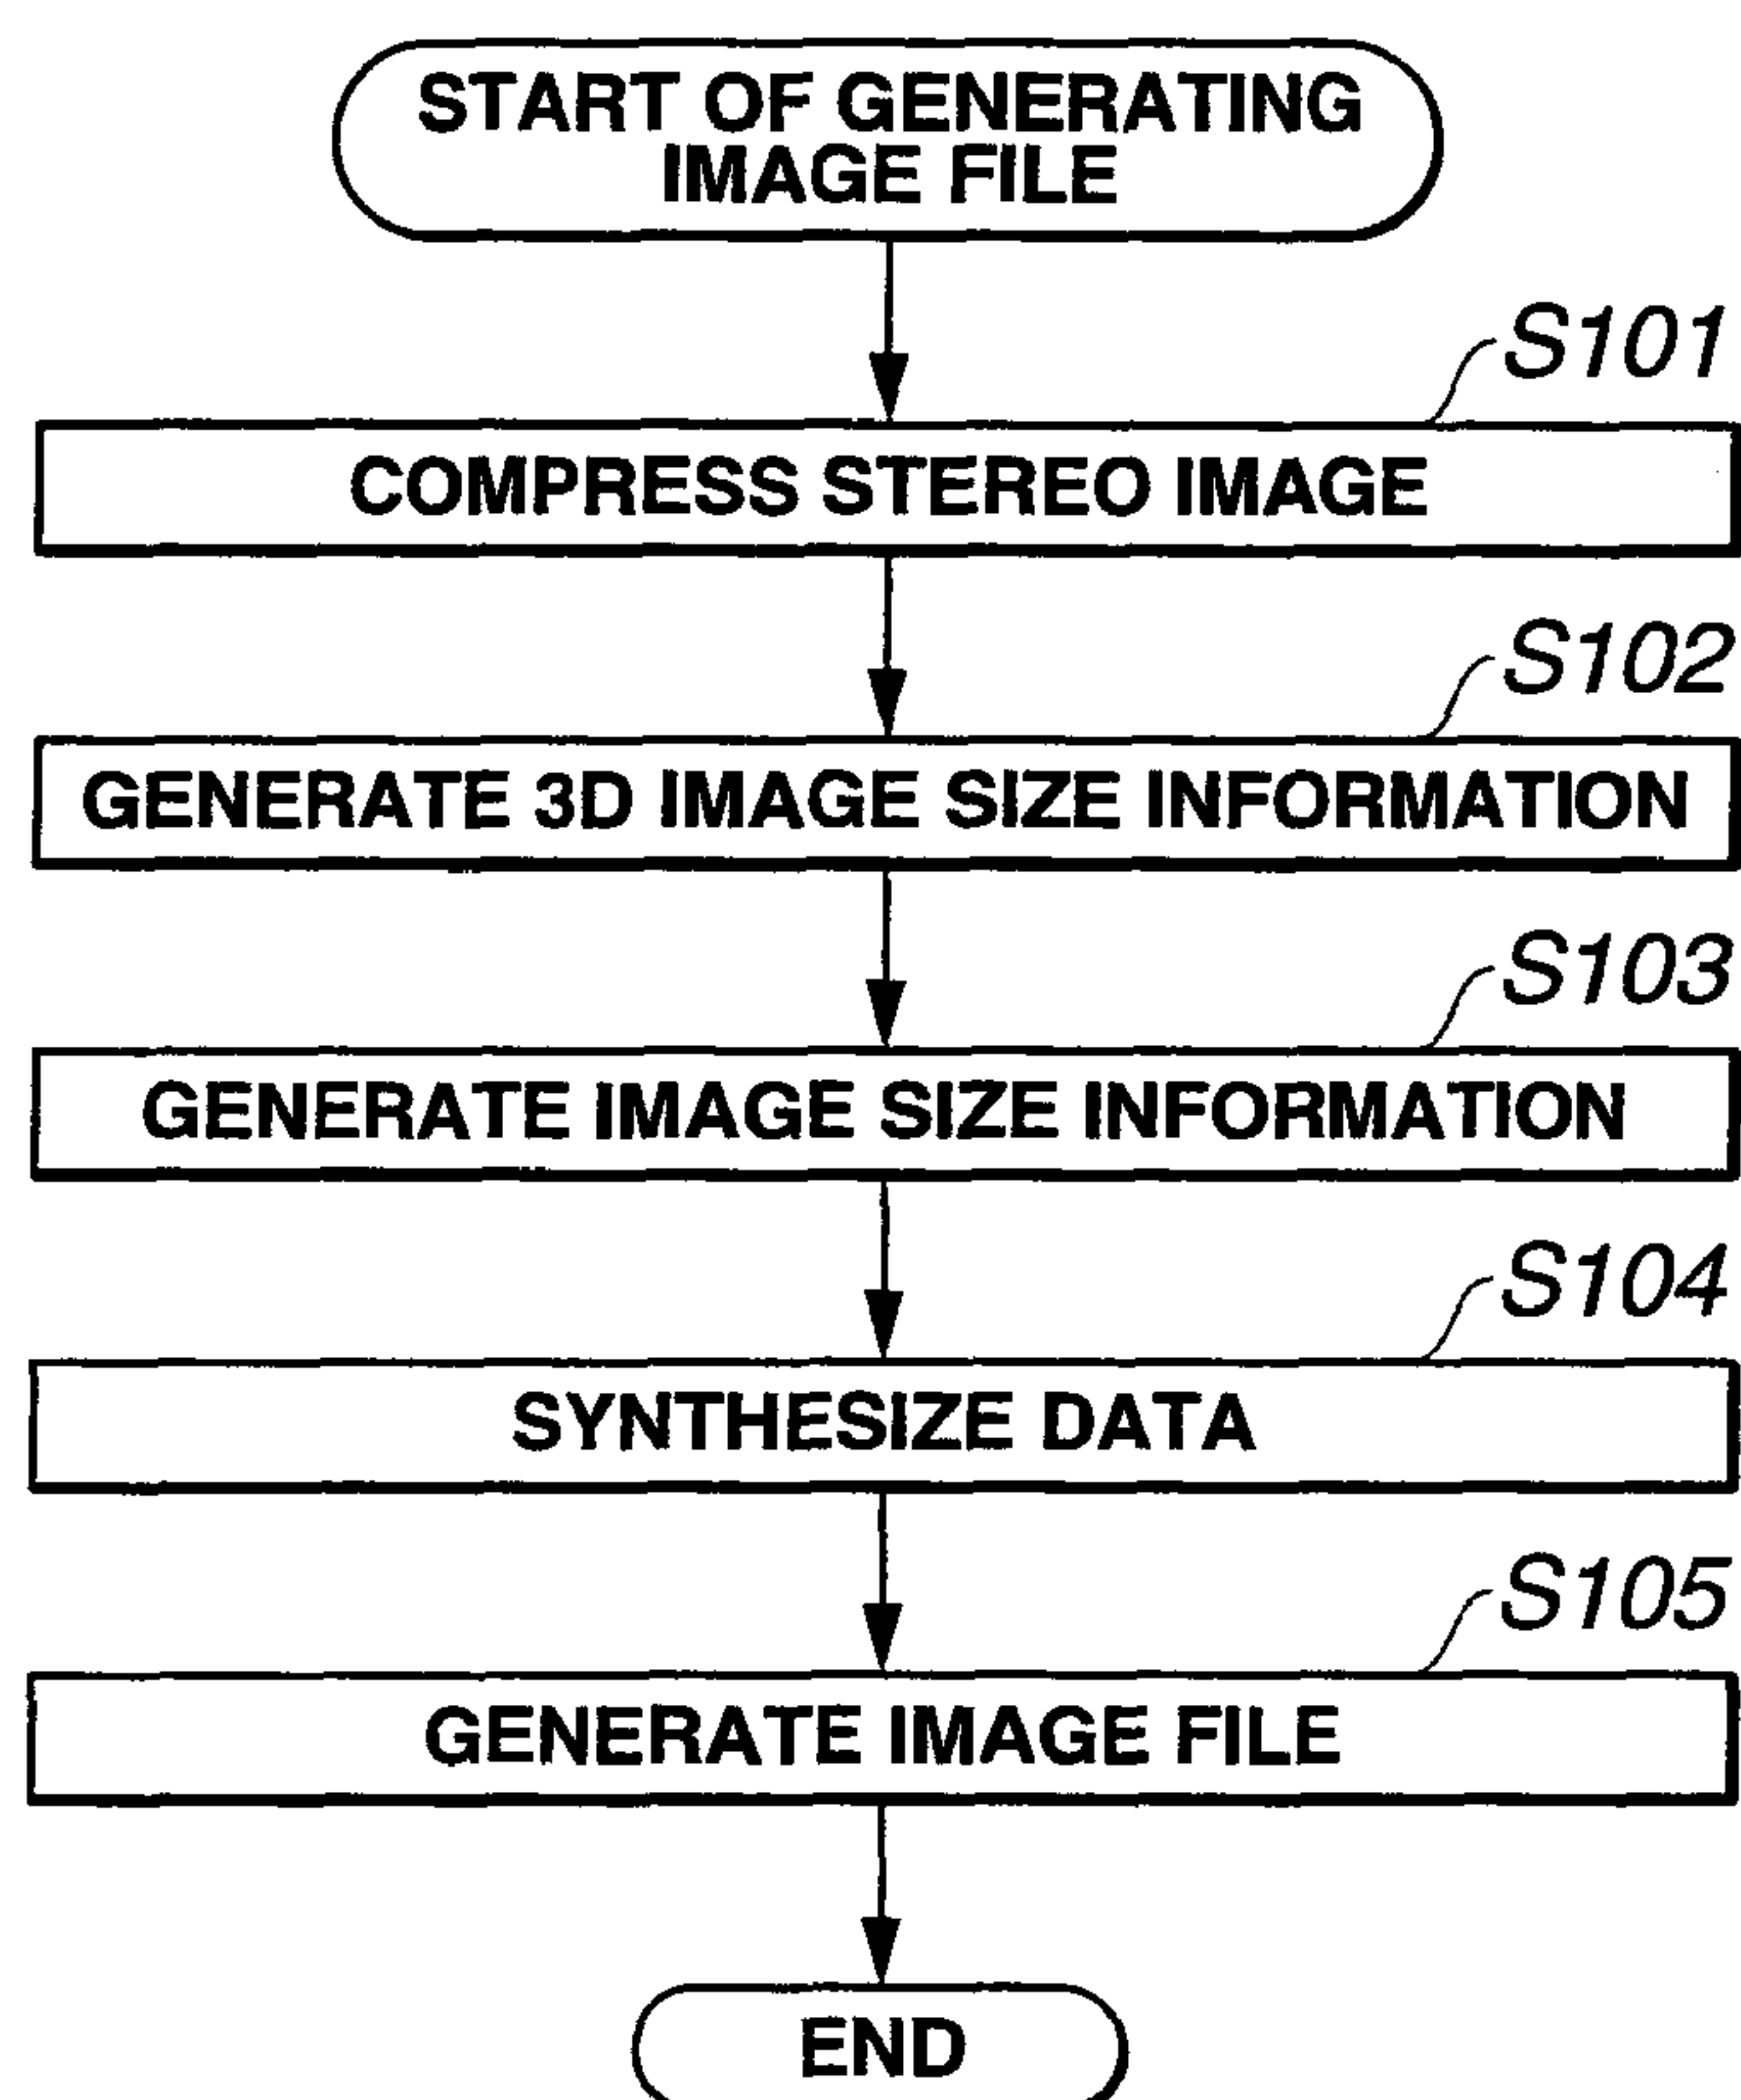 START OF GENERATING
IMAGE FILE
S101
COMPRESS STEREO IMAGE
S102
GENERATE 3D IMAGE SIZE INFORMATION
S103
GENERATE IMAGE SIZE INFORMATION
S104
SYNTHESIZE DATA
S105
GENERATE IMAGE FILE
END